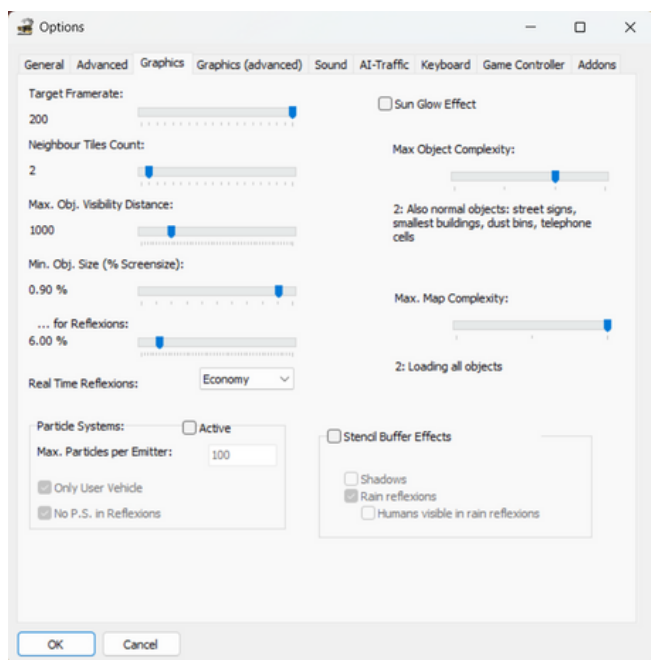 Options
General Advanced Graphics Graphics (advanced) Sound AI-Traffic Keyboard Game Controller Addons
Target Framerate:
200
Neighbour Tiles Count:
2
Max. Obj. Visibility Distance:
1000
Min. Obj. Size (% Screensize):
0.90 %
... for Reflexions:
6.00 %
Real Time Reflexions:
Economy
Particle Systems:
Active
Max. Particles per Emitter:
100
Only User Vehicle
No P.S. in Reflexions
Sun Glow Effect
Max Object Complexity:
2: Also normal objects: street signs,
smallest buildings, dust bins, telephone
cells
Max. Map Complexity:
2: Loading all objects
Stencil Buffer Effects
Shadows
Rain reflexions
Humans visible in rain reflexions
OK
Cancel